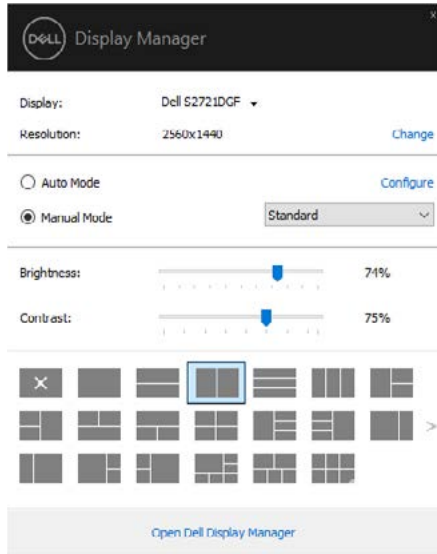 x
DELL Display Manager
Display: Dell S2721DGF
Resolution: 2560x1440 Change
Auto Mode Configure
Manual Mode Standard
Brightness: 74%
Contrast: 75%
Open Dell Display Manager